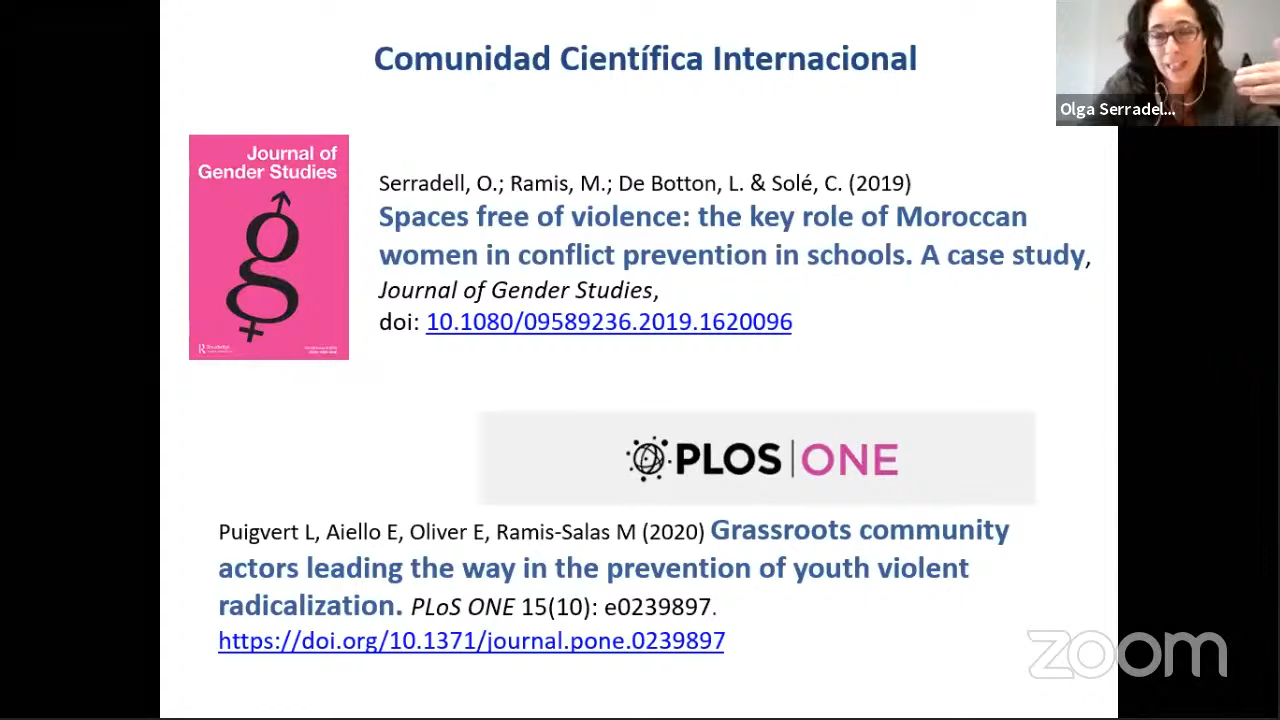 Comunidad Científica Internacional
Olga Serradel...
Journal of
Gender Studies
Serradell, O.; Ramis, M.; De Botton, L. & Solé, C. (2019)
Spaces free of violence: the key role of Moroccan
women in conflict prevention in schools. A case study,
Journal of Gender Studies,
doi: 10.1080/09589236.2019.1620096
PLOS | ONE
Puigvert L, Aiello E, Oliver E, Ramis-Salas M (2020) Grassroots community
actors leading the way in the prevention of youth violent
radicalization. PLoS ONE 15(10): e0239897.
https://doi.org/10.1371/journal.pone.0239897
zoom